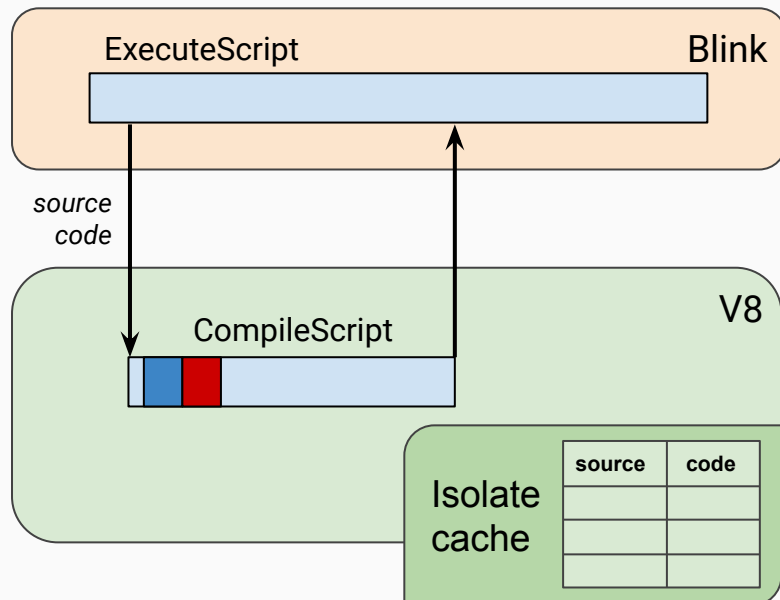 ExecuteScript
Blink
source
code
V8
CompileScript
Isolate
cache
source code